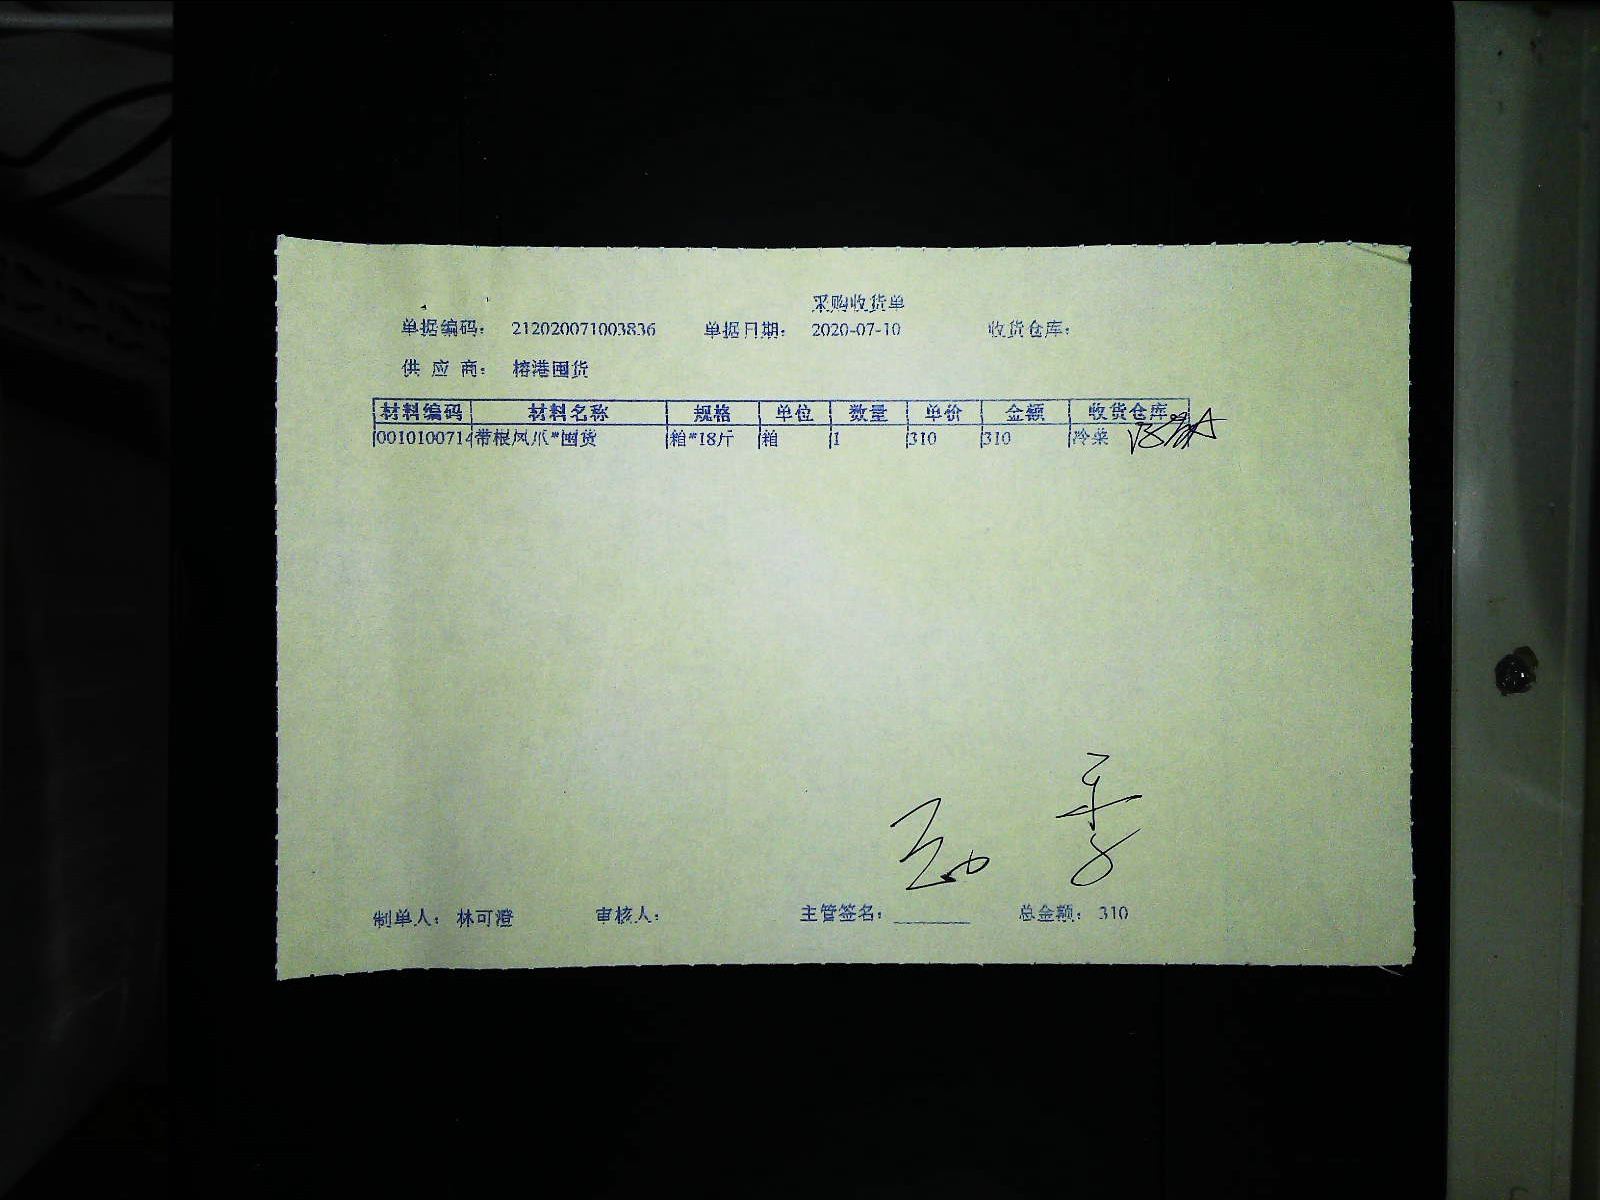 采购收货单
单据编码： 212020071003836 单据日期： 2020-07-10 收货仓库：
供 应 商： 榕港囤货
材料编码 材料名称 规格 单位 数量 单价 金额 收货仓库
0010100714 带根凤爪*囤货 箱*18斤 箱 1 310 310 冷菜
制单人： 林可澄 审核人： 主管签名： 总金额： 310